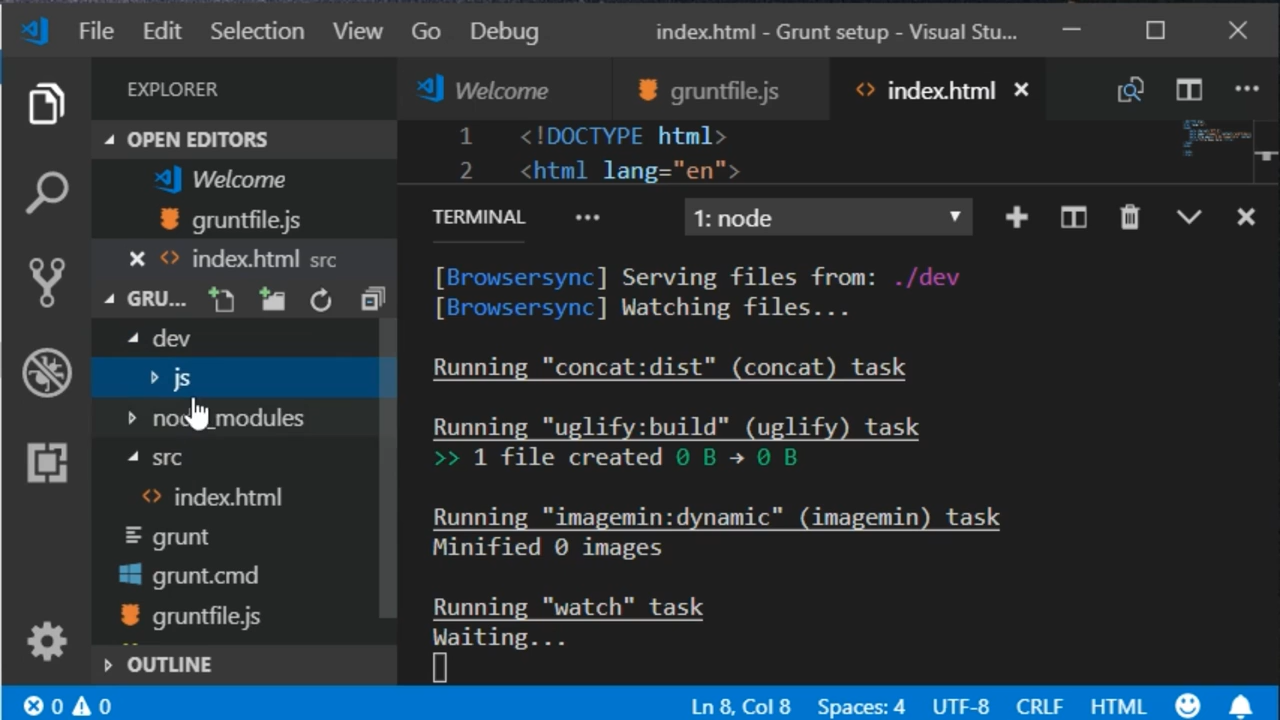 File Edit Selection View Go Debug index.html - Grunt setup - Visual Stu...
EXPLORER
OPEN EDITORS
Welcome
gruntfile.js
index.html src
GRU...
dev
js
node_modules
src
index.html
grunt
grunt.cmd
gruntfile.js
OUTLINE
Welcome gruntfile.js index.html
1 <!DOCTYPE html>
2 <html lang="en">
TERMINAL ... 1: node
[Browsersync] Serving files from: ./dev
[Browsersync] Watching files...
Running "concat:dist" (concat) task
Running "uglify:build" (uglify) task
>> 1 file created 0 B → 0 B
Running "imagemin:dynamic" (imagemin) task
Minified 0 images
Running "watch" task
Waiting...
0 0 Ln 8, Col 8 Spaces: 4 UTF-8 CRLF HTML